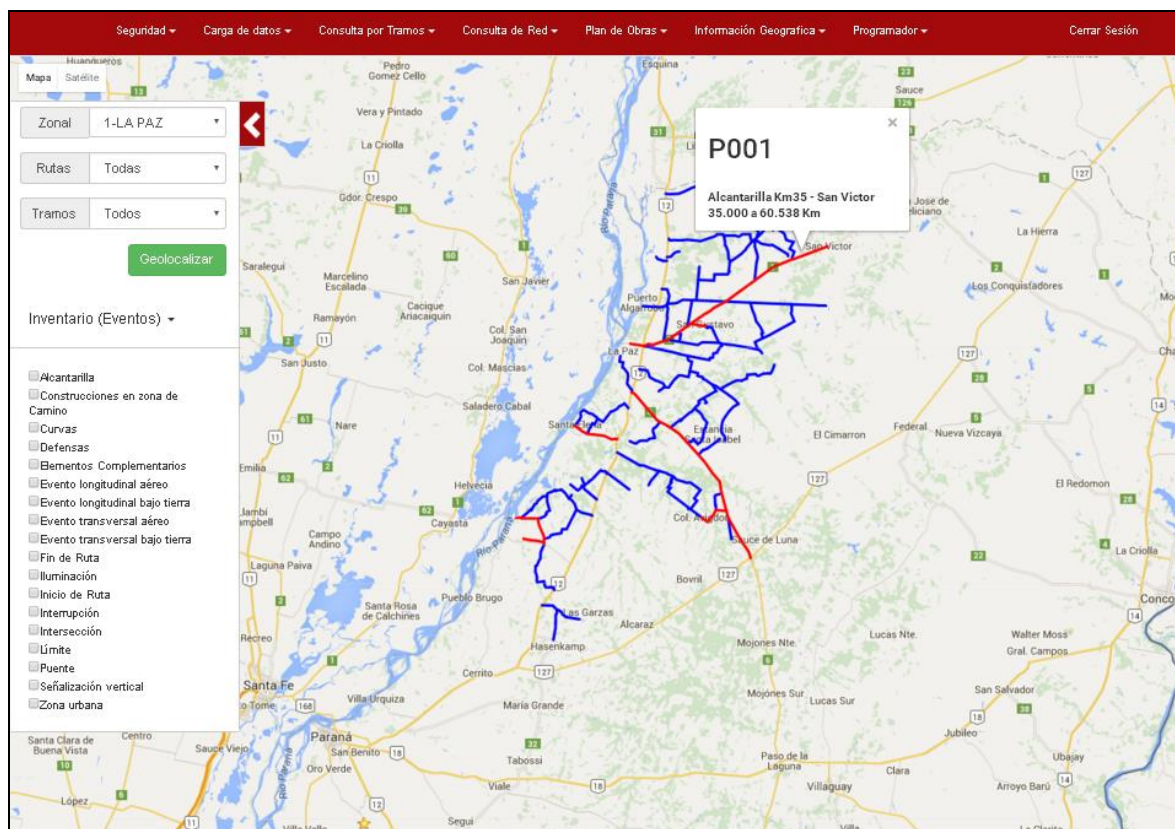 Seguridad Carga de datos Consulta por Tramos Consulta de Red Plan de Obras Información Geografica Programador Cerrar Sesión
Mapa Satélite
Zonal 1-LA PAZ
Rutas Todas
Tramos Todos
Geolocalizar
Inventario (Eventos)
Alcantarilla
Construcciones en zona de
Camino
Curvas
Defensas
Elementos Complementarios
Evento longitudinal aéreo
Evento longitudinal bajo tierra
Evento transversal aéreo
Evento transversal bajo tierra
Fin de Ruta
Iluminación
Inicio de Ruta
Interrupción
Intersección
Límite
Puente
Señalización vertical
Zona urbana
×
P001
Alcantarilla Km35 - San Victor
35.000 a 60.538 Km
Huanqueros
Pedro
Gomez Cello
Esquina
Sauce
Vera y Pintado
La Criolla
Gdor. Crespo
La Hierra
San Victor
Saralegui
Marcelino
Escalada
San Javier
Los Conquistadores
Cacique
Ariacaiquin
Puerto
Ramayón
Col. San
Joaquin
La Paz
San Justo
Col. Mascias
Saladero Cabal
Nare
El Cimarron
Federal
Nueva Vizcaya
Emilia
Helvecia
El Redomon
Cayasta
Campo
Andino
Sauce de Luna
La Criolla
Laguna Paiva
Bovril
Pueblo Brugo
Santa Rosa
de Calchines
Las Garzas
Alcaraz
Recreo
Hasenkamp
Mojones Nte.
Lucas Nte.
Walter Moss
Gral. Campos
Cerrito
Santa Fe
Villa Urquiza
María Grande
Mojones Sur
Lucas Sur
San Salvador
Santa Clara de
Buena Vista
Centro
Sauce Viejo
Paraná
San Benito
Oro Verde
Tabossi
Jubileo
Paso de la
Laguna
Clara
Ubajay
López
Viale
Villaguay
Arroyo Barú
Segui
Río Paraná